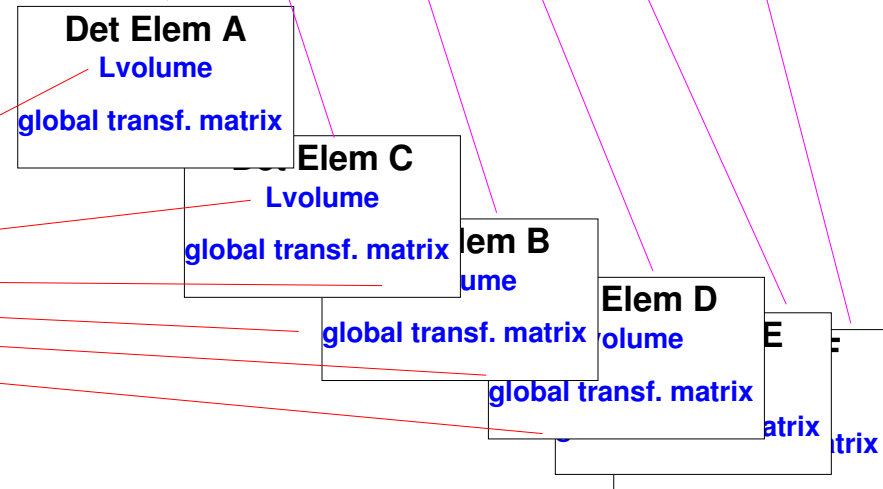 Det Elem A
Lvolume
global transf. matrix
Elem C
Lvolume
global transf. matrix
lem B
ume
global transf. matrix
Elem D
volume
global transf. matrix
E
atrix
trix